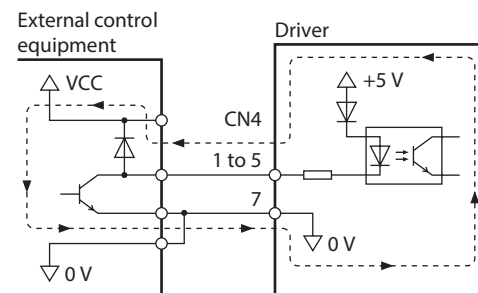 External control
equipment
Driver
VCC
+5 V
CN4
1 to 5
7
0 V
0 V